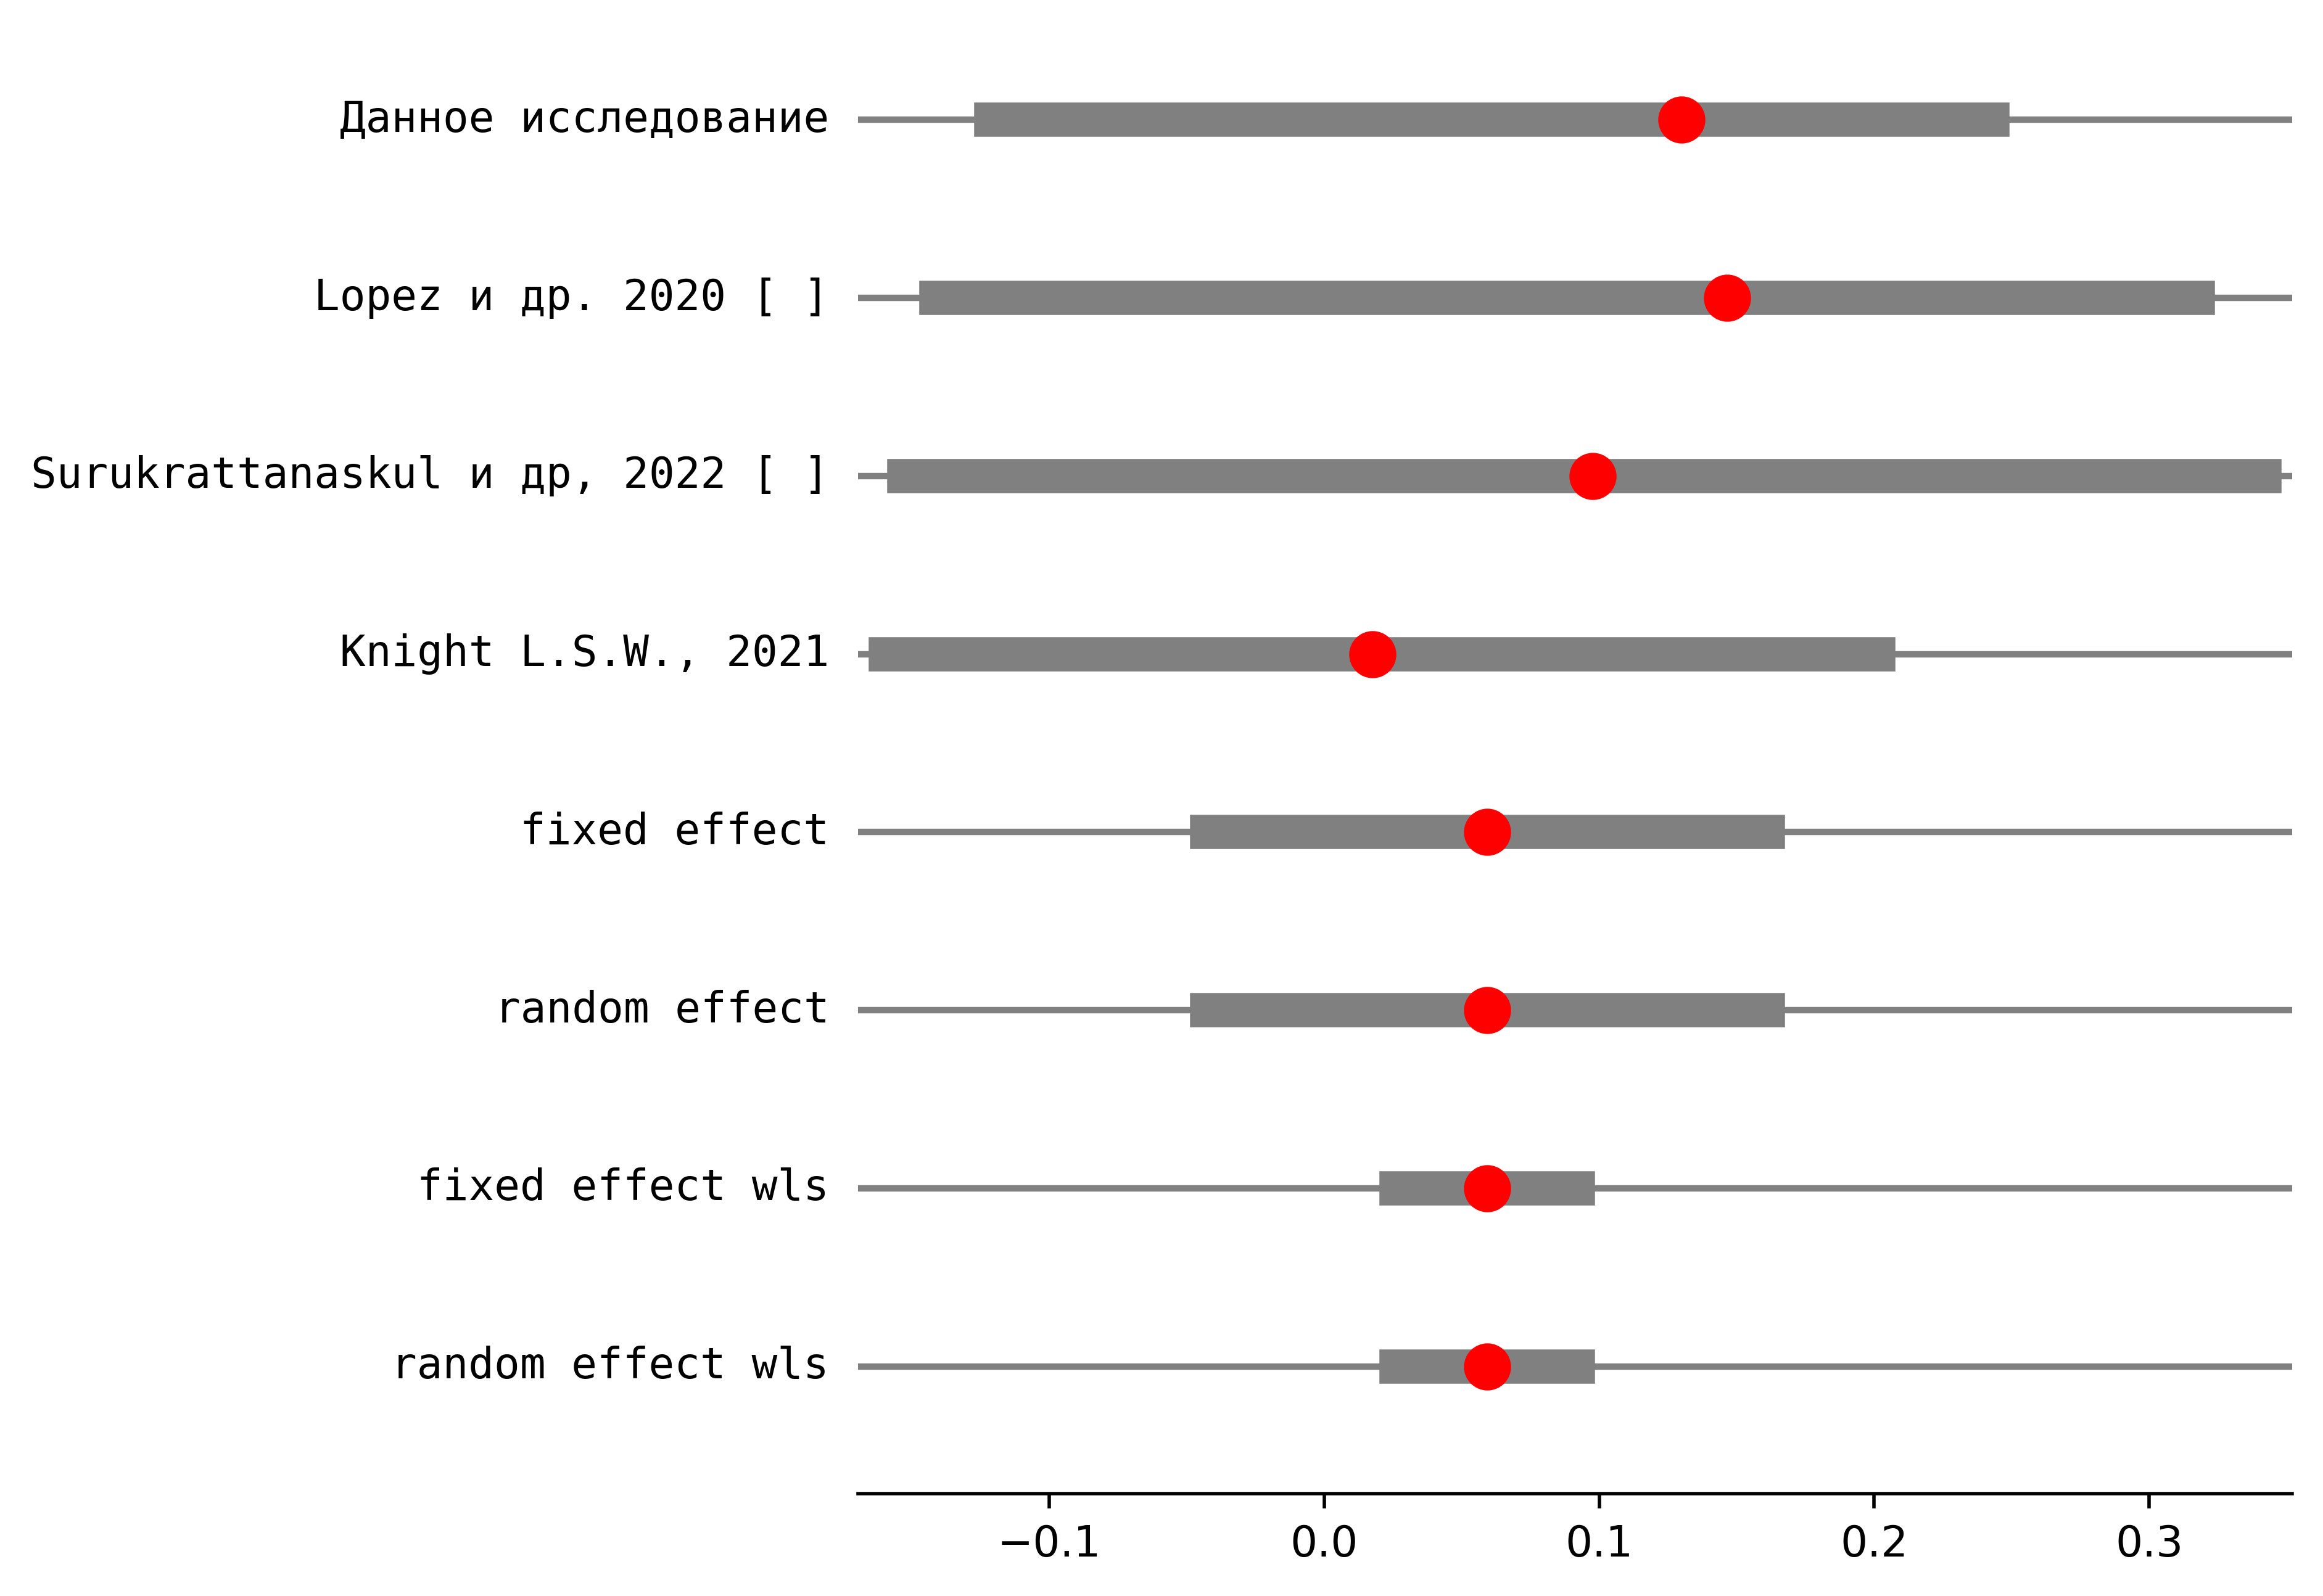 Данное исследование
Lopez и др. 2020 [ ]
Surukrattanaskul и др, 2022 [ ]
Knight L.S.W., 2021
fixed effect
random effect
fixed effect wls
random effect wls
−0.1 0.0 0.1 0.2 0.3